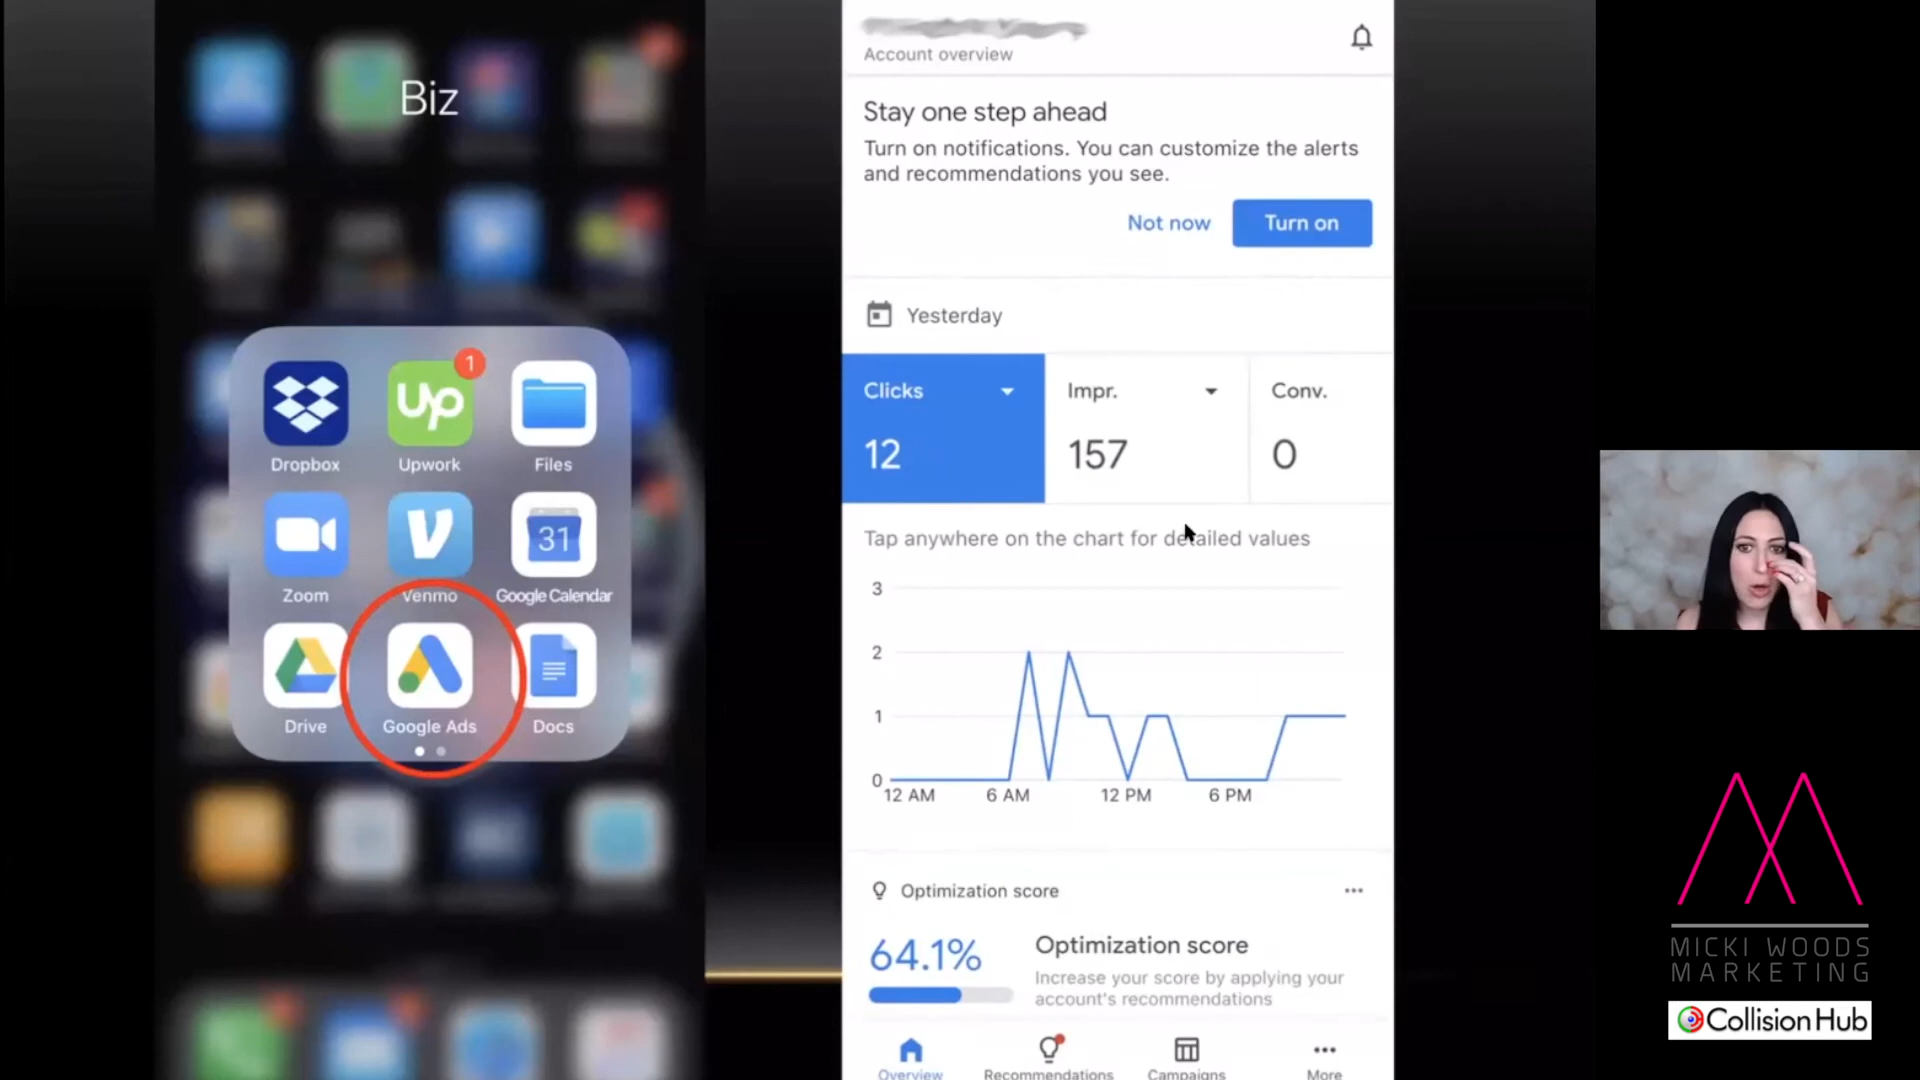 Biz
1
Dropbox
Upwork
Files
31
Zoom
Venmo
Google Calendar
Drive
Google Ads
Docs
Account overview
Stay one step ahead
Turn on notifications. You can customize the alerts
and recommendations you see.
Not now
Turn on
Yesterday
Clicks
Impr.
Conv.
12
157
0
Tap anywhere on the chart for detailed values
3
2
1
0
12 AM
6 AM
12 PM
6 PM
Optimization score
64.1%
Optimization score
Increase your score by applying your
account's recommendations
Overview
Recommendations
Campaigns
More
MICKI WOODS
MARKETING
Collision Hub